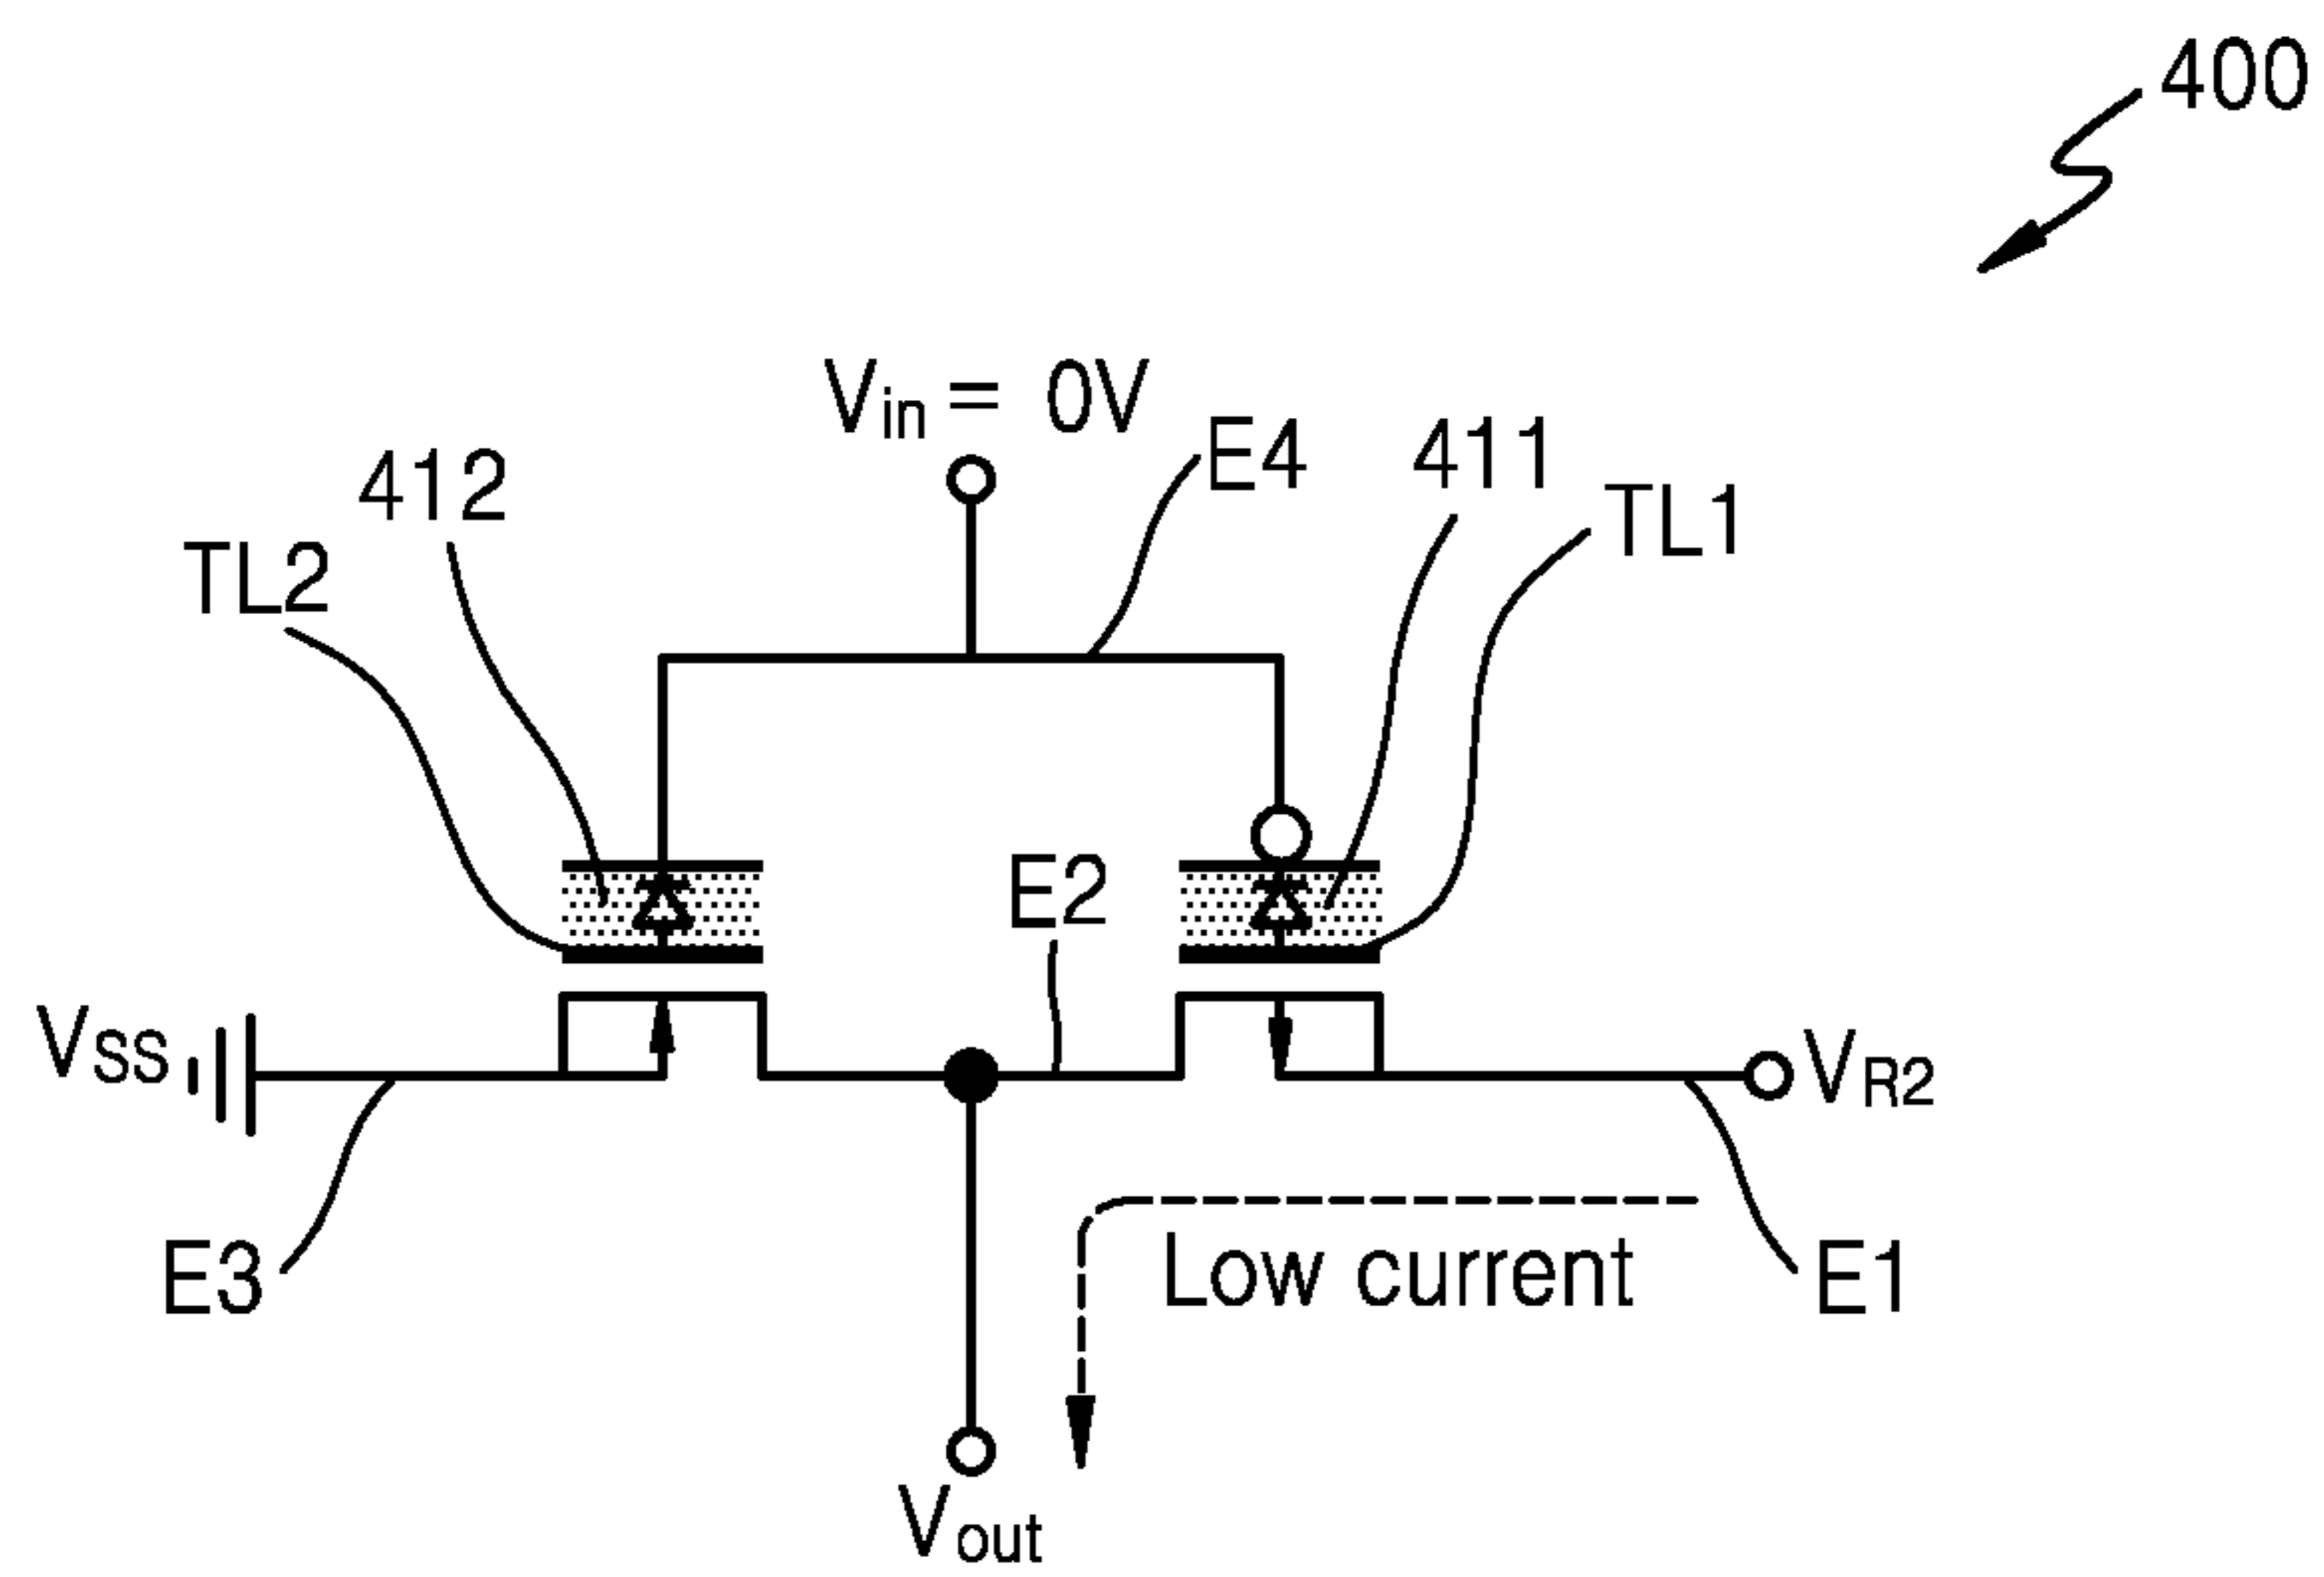 400
Vin = 0V
E4
411
412
TL1
TL2
E2
VSS
VR2
Low current
E3
E1
Vout